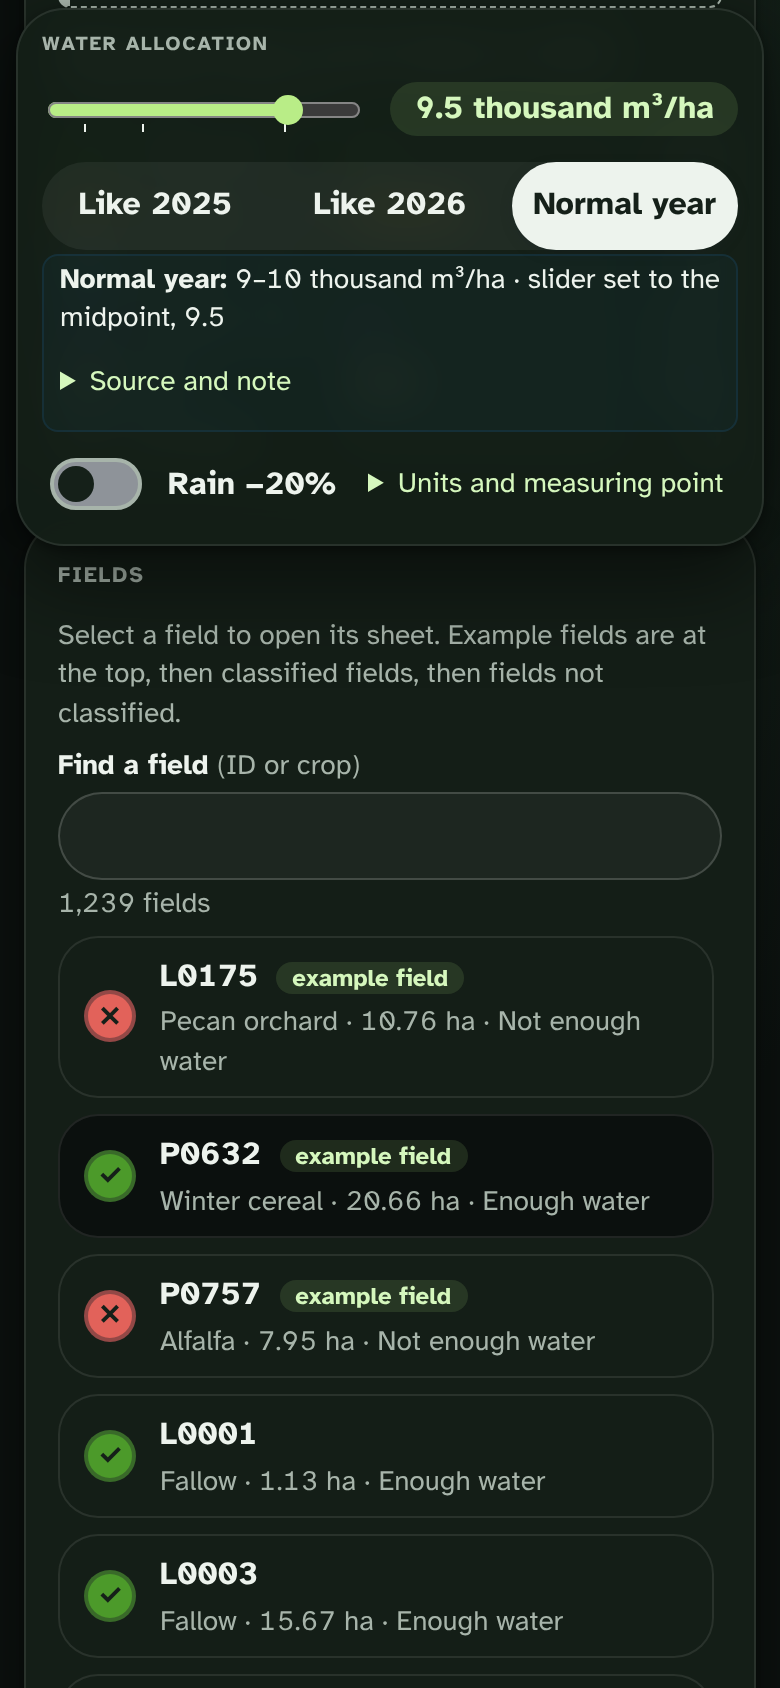 WATER ALLOCATION
9.5 thousand m³/ha
Like 2025 Like 2026 Normal year
Normal year: 9–10 thousand m³/ha · slider set to the
midpoint, 9.5
Source and note
Rain −20% Units and measuring point
FIELDS
Select a field to open its sheet. Example fields are at
the top, then classified fields, then fields not
classified.
Find a field (ID or crop)
1,239 fields
L0175 example field
Pecan orchard · 10.76 ha · Not enough
water
P0632 example field
Winter cereal · 20.66 ha · Enough water
P0757 example field
Alfalfa · 7.95 ha · Not enough water
L0001
Fallow · 1.13 ha · Enough water
L0003
Fallow · 15.67 ha · Enough water